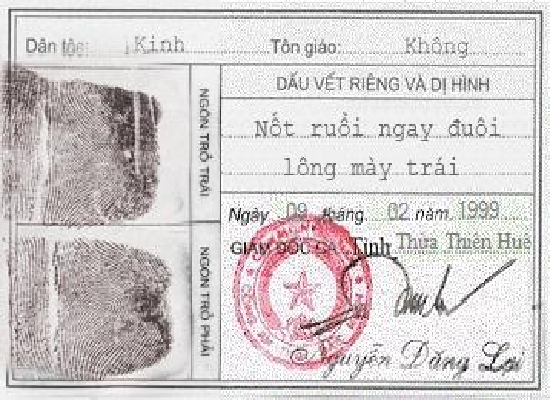 Dân tộc: Kinh Tôn giáo: Không
DẤU VẾT RIÊNG VÀ DỊ HÌNH
Nốt ruồi ngay đuôi
lông mày trái
NGÓN TRỎ TRÁI
NGÓN TRỎ PHẢI
Ngày 09 tháng 02 năm 1999
GIÁM ĐỐC CA Tỉnh Thừa Thiên Huế
Nguyễn Đăng Lợi